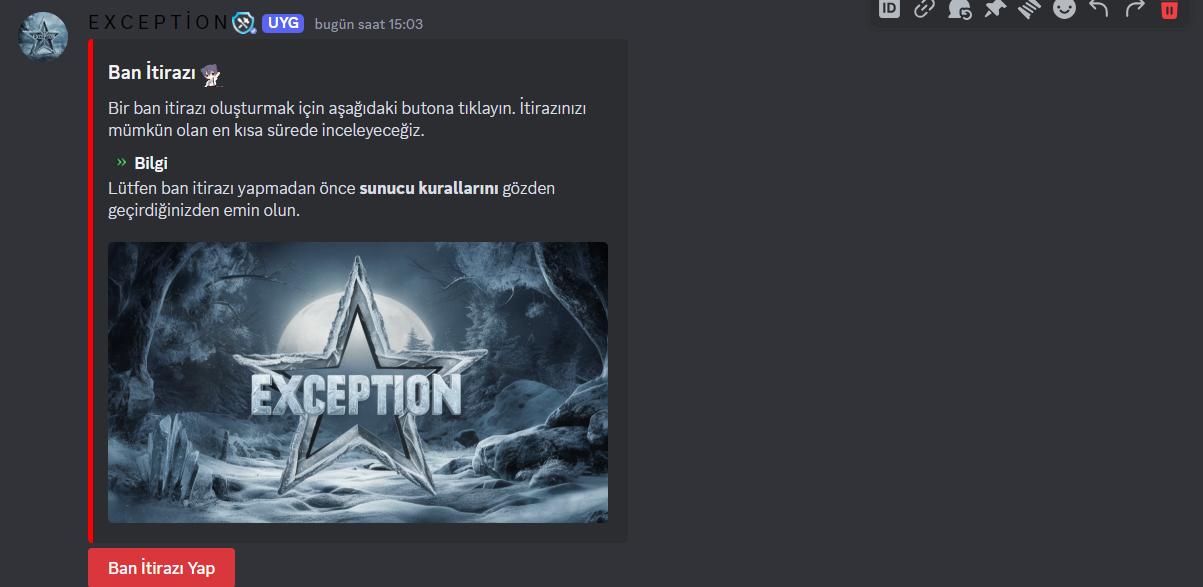 EXCEPTİON UYG bugün saat 15:03
ID
Ban İtirazı
Bir ban itirazı oluşturmak için aşağıdaki butona tıklayın. İtirazınızı
mümkün olan en kısa sürede inceleyeceğiz.
» Bilgi
Lütfen ban itirazı yapmadan önce sunucu kurallarını gözden
geçirdiğinizden emin olun.
EXCEPTION
Ban İtirazı Yap